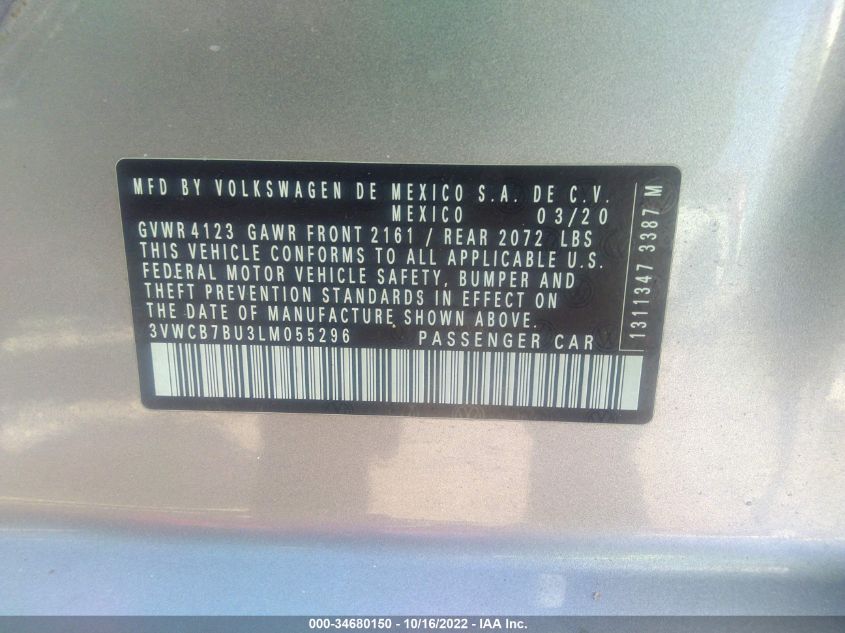 MFD BY VOLKSWAGEN DE MEXICO S.A. DE C.V.
MEXICO 03/20
GVWR 4123 GAWR FRONT 2161 / REAR 2072 LBS
THIS VEHICLE CONFORMS TO ALL APPLICABLE U.S.
FEDERAL MOTOR VEHICLE SAFETY, BUMPER AND
THEFT PREVENTION STANDARDS IN EFFECT ON
THE DATE OF MANUFACTURE SHOWN ABOVE.
3VWCB7BU3LM055296 PASSENGER CAR
1311347 3387 M
000-34680150 - 10/16/2022 - IAA Inc.